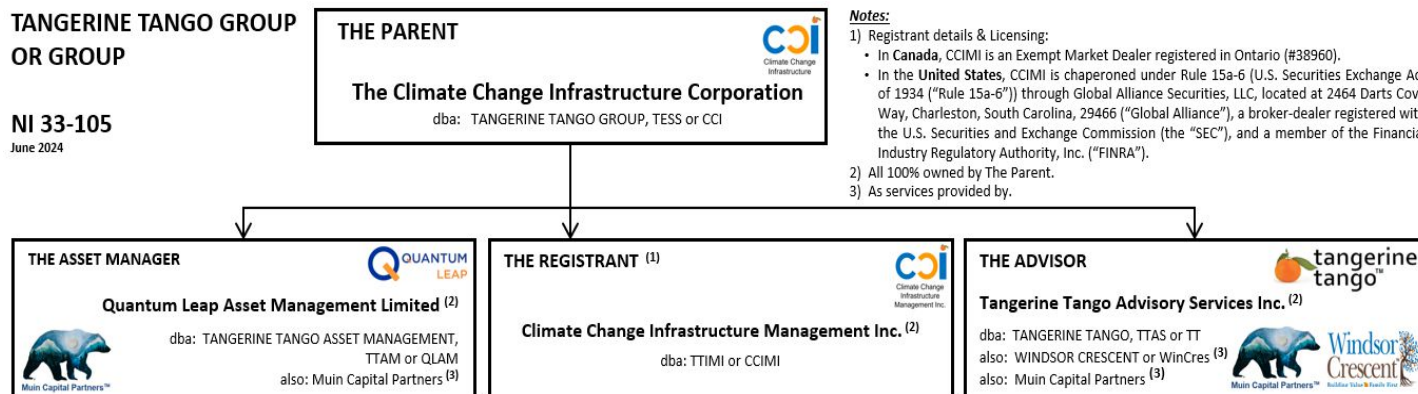 TANGERINE TANGO GROUP
OR GROUP
NI 33-105
June 2024
THE PARENT
CCI
Climate Change
Infrastructure
The Climate Change Infrastructure Corporation
dba: TANGERINE TANGO GROUP, TESS or CCI
Notes:
1) Registrant details & Licensing:
• In Canada, CCIMI is an Exempt Market Dealer registered in Ontario (#38960).
• In the United States, CCIMI is chaperoned under Rule 15a-6 (U.S. Securities Exchange Ac
of 1934 ("Rule 15a-6")) through Global Alliance Securities, LLC, located at 2464 Darts Cov
Way, Charleston, South Carolina, 29466 ("Global Alliance"), a broker-dealer registered wit
the U.S. Securities and Exchange Commission (the "SEC"), and a member of the Financia
Industry Regulatory Authority, Inc. ("FINRA").
2) All 100% owned by The Parent.
3) As services provided by.
THE ASSET MANAGER
QUANTUM
LEAP
Quantum Leap Asset Management Limited (2)
dba: TANGERINE TANGO ASSET MANAGEMENT,
TTAM or QLAM
also: Muin Capital Partners (3)
Muin Capital Partners™
THE REGISTRANT (1)
CCI
Climate Change
Infrastructure
Management Inc.
Climate Change Infrastructure Management Inc. (2)
dba: TTIMI or CCIMI
THE ADVISOR
tangerine
tango™
Tangerine Tango Advisory Services Inc. (2)
dba: TANGERINE TANGO, TTAS or TT
also: WINDSOR CRESCENT or WinCres (3)
also: Muin Capital Partners (3)
Muin Capital Partners™
Windsor
Crescent
Building Value Family First